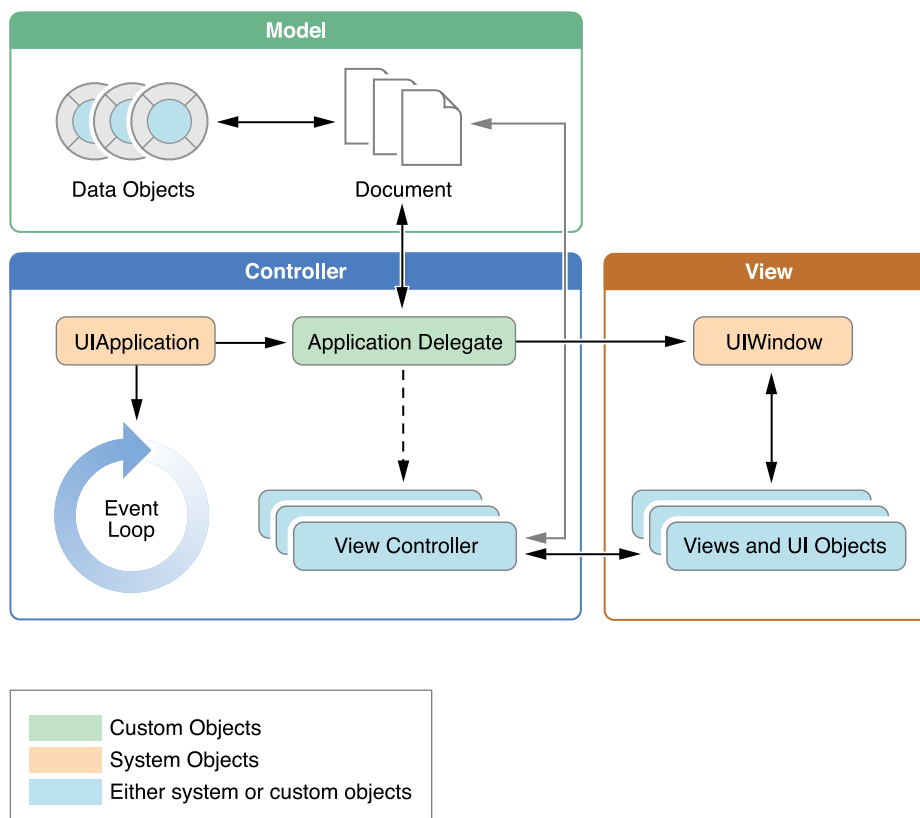 Model
Data Objects
Document
Controller
View
UIApplication
Application Delegate
UIWindow
Event
Loop
View Controller
Views and UI Objects
Custom Objects
System Objects
Either system or custom objects